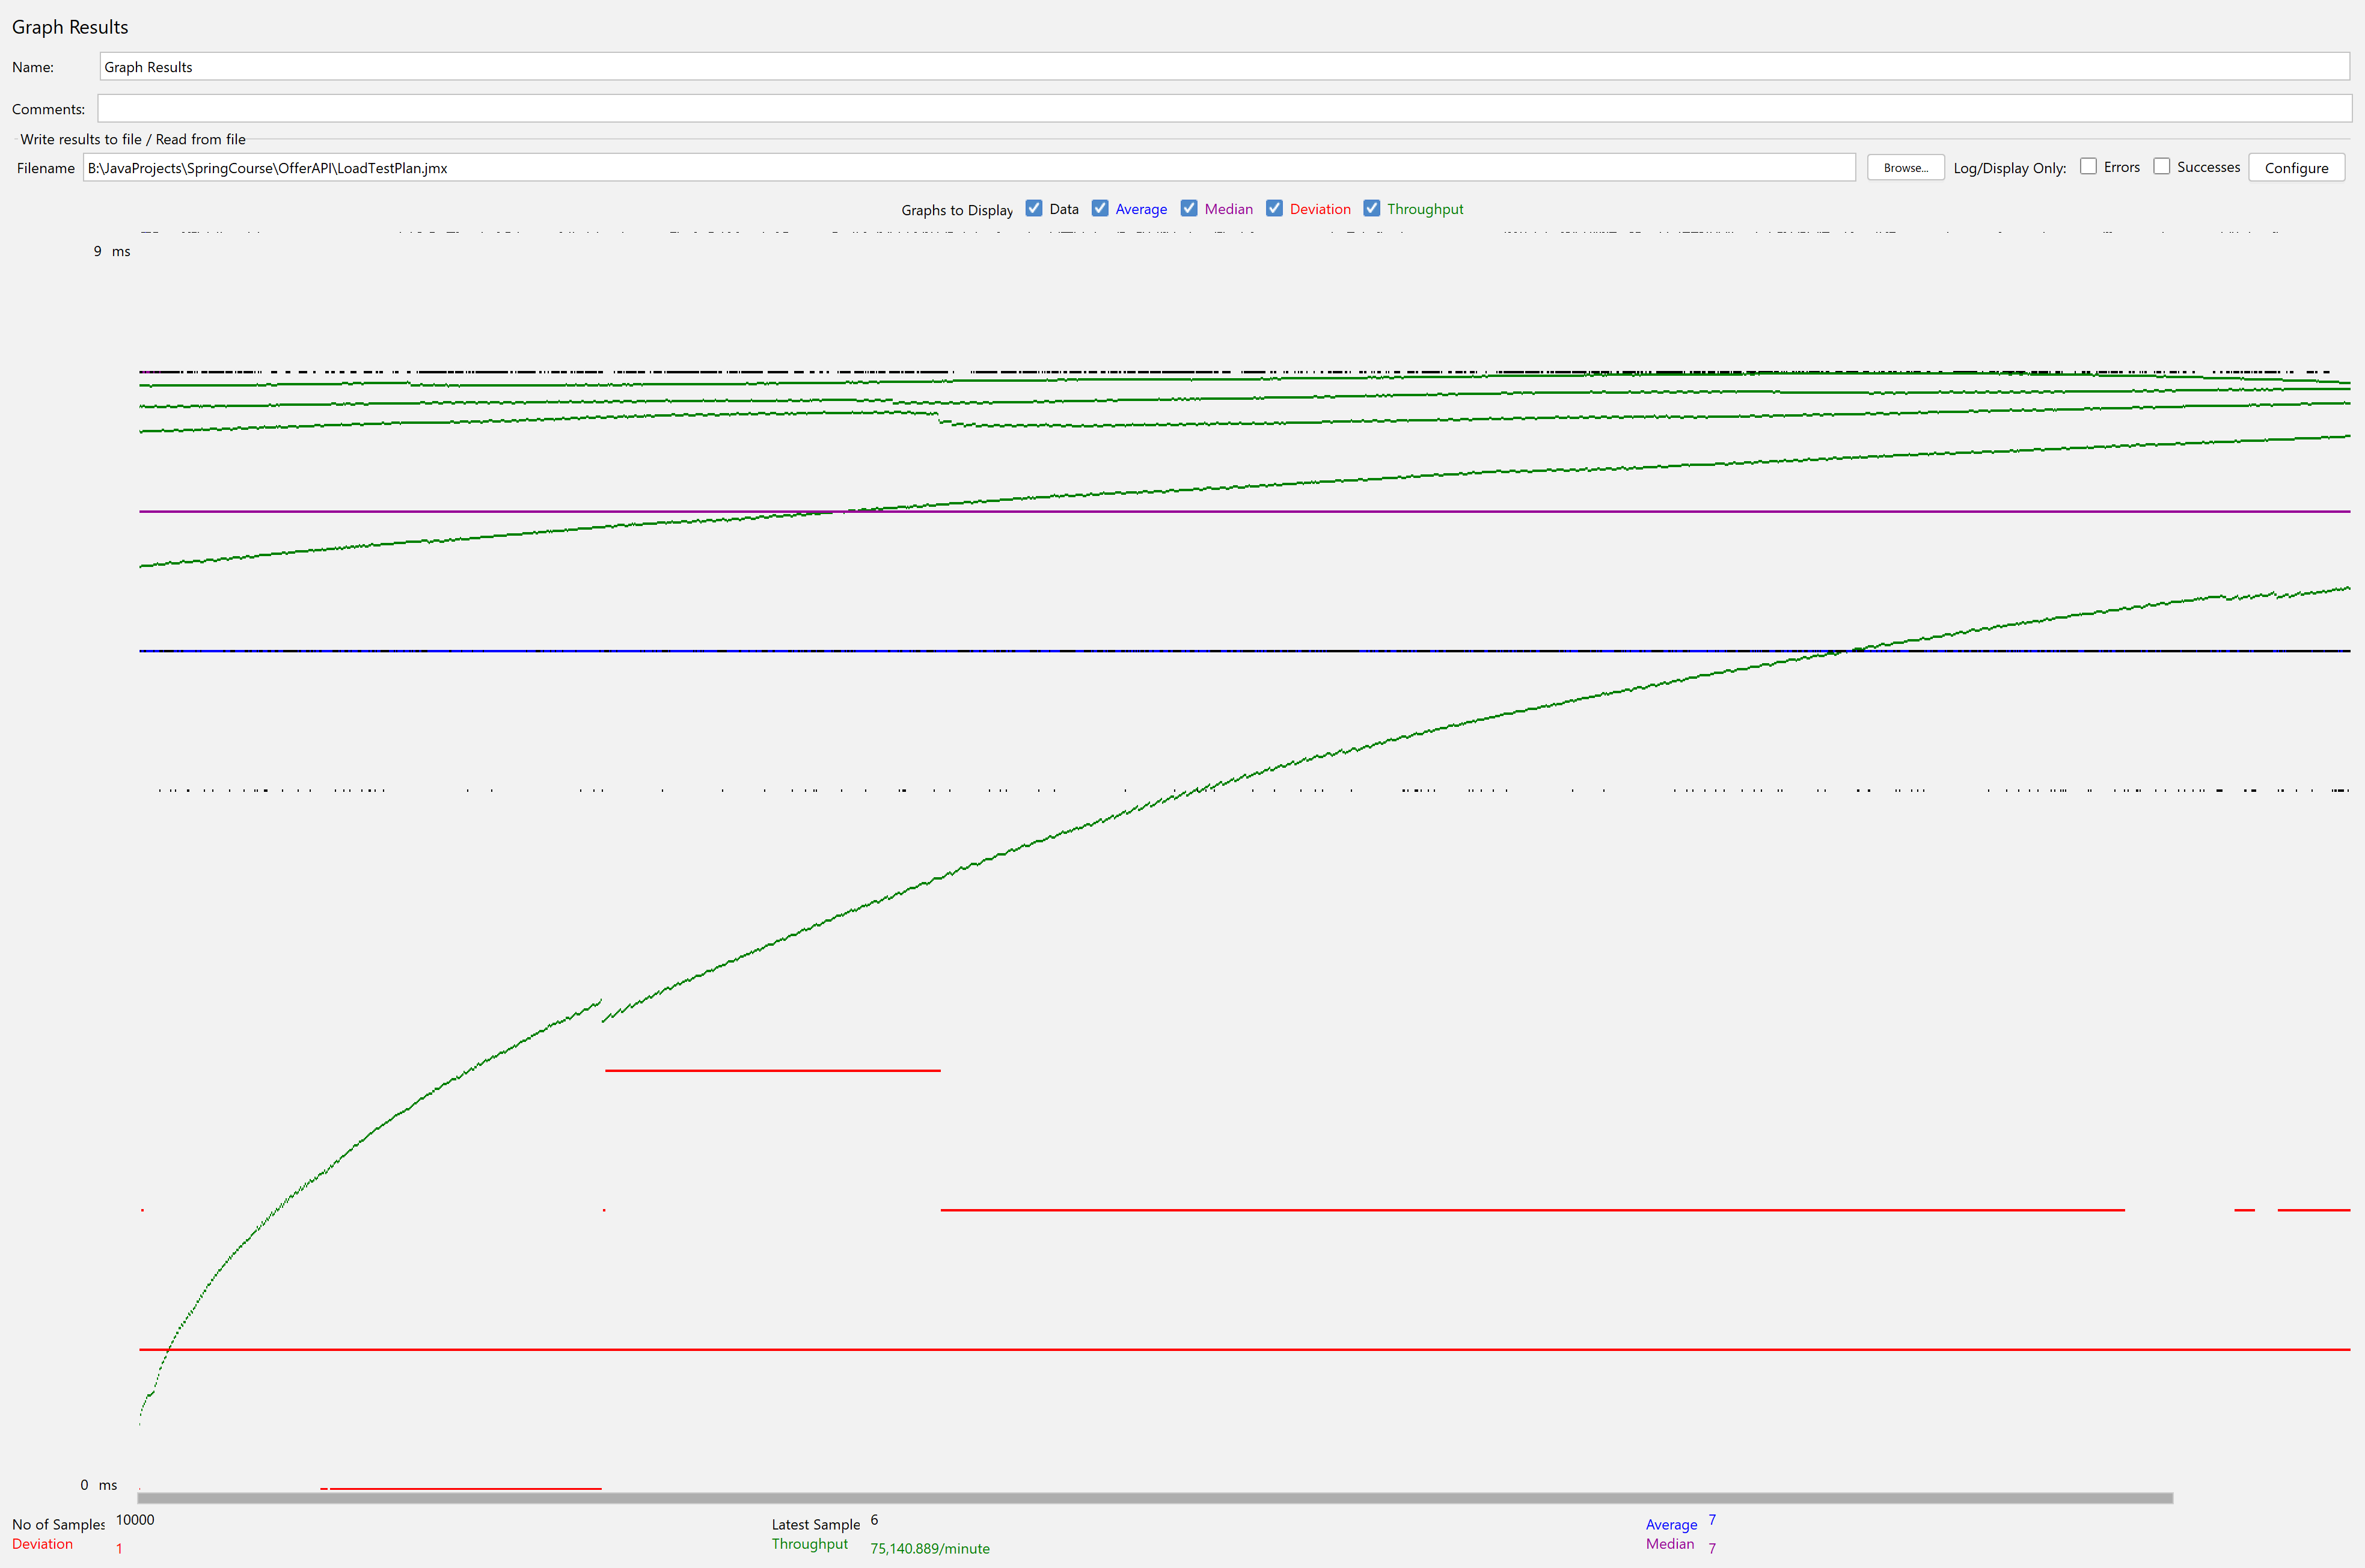 Graph Results
Name: Graph Results
Comments:
Write results to file / Read from file
Filename B:\JavaProjects\SpringCourse\OfferAPI\LoadTestPlan.jmx Browse... Log/Display Only: Errors Successes Configure
Graphs to Display Data Average Median Deviation Throughput
9 ms
0 ms
No of Samples 10000 Latest Sample 6 Average 7
Deviation 1 Throughput 75,140.889/minute Median 7